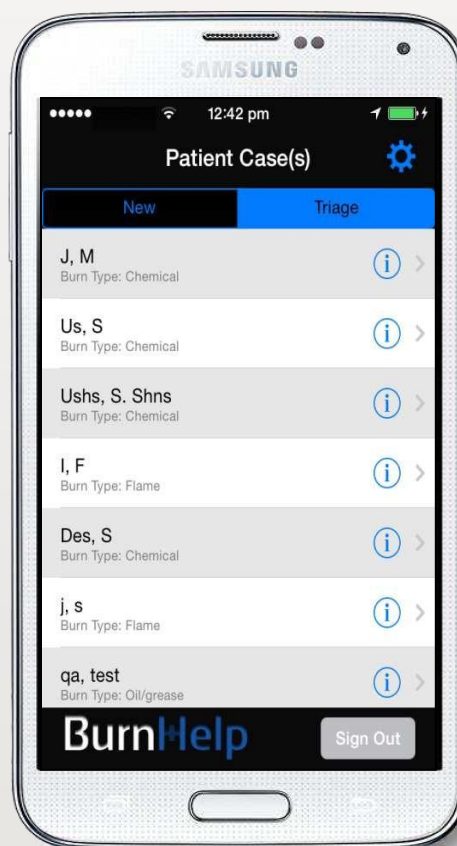 SAMSUNG
12:42 pm
Patient Case(s)
New Triage
J, M
Burn Type: Chemical
Us, S
Burn Type: Chemical
Ushs, S. Shns
Burn Type: Chemical
I, F
Burn Type: Flame
Des, S
Burn Type: Chemical
j, s
Burn Type: Flame
qa, test
Burn Type: Oil/grease
BurnHelp Sign Out